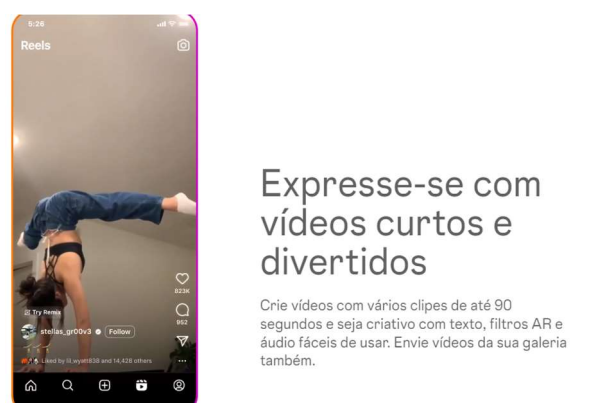 5:26
Reels
823K
Try Remix
952
stellas_gr00v3
Follow
Liked by lil_wyatt838 and 14,428 others
Expresse-se com
vídeos curtos e
divertidos
Crie vídeos com vários clipes de até 90
segundos e seja criativo com texto, filtros AR e
áudio fáceis de usar. Envie vídeos da sua galeria
também.